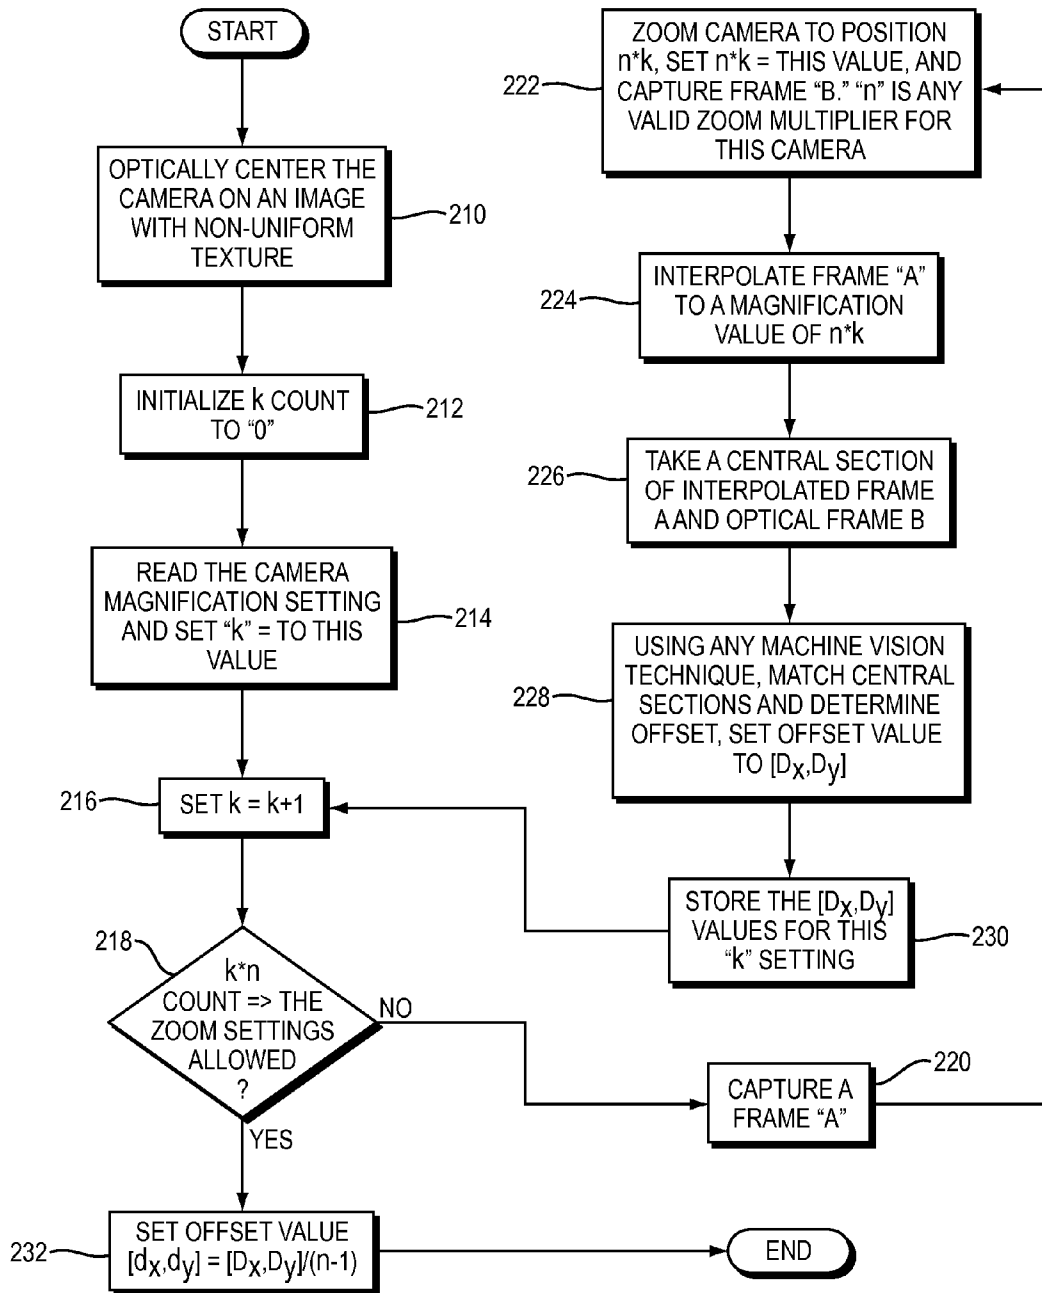 START
OPTICALLY CENTER THE
CAMERA ON AN IMAGE
WITH NON-UNIFORM
TEXTURE
210
INITIALIZE k COUNT
TO “0”
212
READ THE CAMERA
MAGNIFICATION SETTING
AND SET “k” = TO THIS
VALUE
214
216
SET k = k+1
218
k*n
COUNT => THE
ZOOM SETTINGS
ALLOWED
?
NO
YES
220
CAPTURE A
FRAME “A”
222
ZOOM CAMERA TO POSITION
n*k, SET n*k = THIS VALUE, AND
CAPTURE FRAME “B.” “n” IS ANY
VALID ZOOM MULTIPLIER FOR
THIS CAMERA
224
INTERPOLATE FRAME “A”
TO A MAGNIFICATION
VALUE OF n*k
226
TAKE A CENTRAL SECTION
OF INTERPOLATED FRAME
A AND OPTICAL FRAME B
228
USING ANY MACHINE VISION
TECHNIQUE, MATCH CENTRAL
SECTIONS AND DETERMINE
OFFSET, SET OFFSET VALUE
TO [Dx,Dy]
STORE THE [Dx,Dy]
VALUES FOR THIS
“k” SETTING
230
232
SET OFFSET VALUE
[dx,dy] = [Dx,Dy]/(n-1)
END